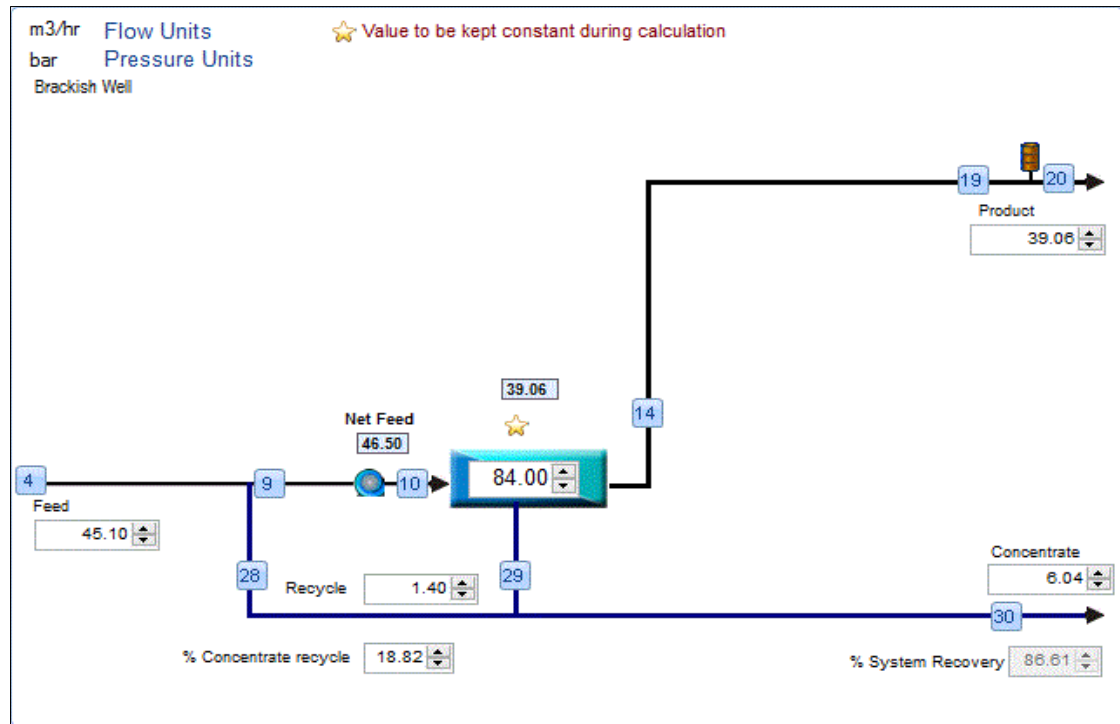 m3/hr Flow Units Value to be kept constant during calculation
bar Pressure Units
Brackish Well
19 20
Product
39.06
39.06
14
Net Feed
46.50
4 9 10 84.00
Feed
45.10
Concentrate
28 Recycle 1.40 29 6.04
30
% Concentrate recycle 18.82 % System Recovery 86.61